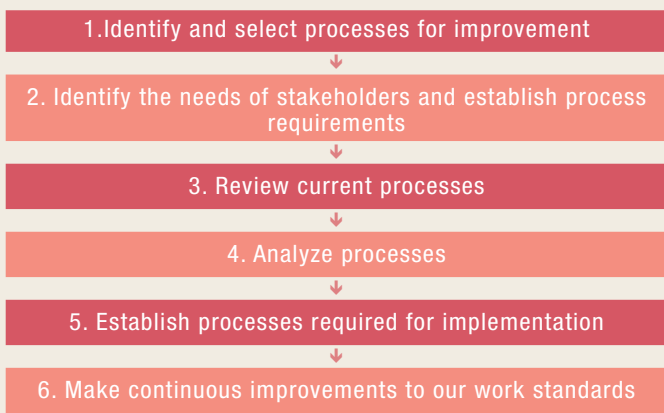 1.Identify and select processes for improvement
2. Identify the needs of stakeholders and establish process
requirements
3. Review current processes
4. Analyze processes
5. Establish processes required for implementation
6. Make continuous improvements to our work standards